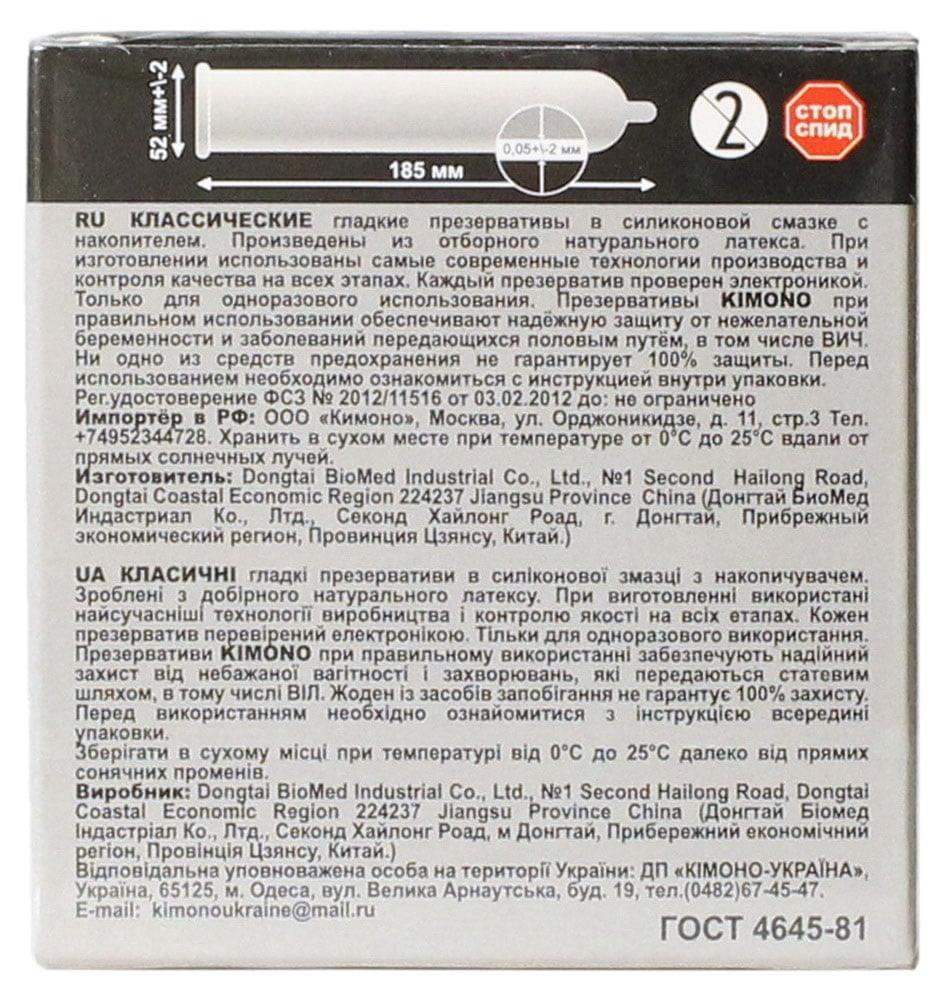 52 мм+\-2
0,05+\-2 мм
185 мм
2
СТОП
СПИД
RU КЛАССИЧЕСКИЕ гладкие презервативы в силиконовой смазке с
накопителем. Произведены из отборного натурального латекса. При
изготовлении использованы самые современные технологии производства и
контроля качества на всех этапах. Каждый презерватив проверен электроникой.
Только для одноразового использования. Презервативы KIMONO при
правильном использовании обеспечивают надёжную защиту от нежелательной
беременности и заболеваний передающихся половым путём, в том числе ВИЧ.
Ни одно из средств предохранения не гарантирует 100% защиты. Перед
использованием необходимо ознакомиться с инструкцией внутри упаковки.
Рег.удостоверение ФСЗ № 2012/11516 от 03.02.2012 до: не ограничено
Импортёр в РФ: ООО «Кимоно», Москва, ул. Орджоникидзе, д. 11, стр.3 Тел.
+74952344728. Хранить в сухом месте при температуре от 0°С до 25°С вдали от
прямых солнечных лучей.
Изготовитель: Dongtai BioMed Industrial Co., Ltd., №1 Second Hailong Road,
Dongtai Coastal Economic Region 224237 Jiangsu Province China (Донгтай БиоМед
Индастриал Ко., Лтд., Секонд Хайлонг Роад, г. Донгтай, Прибрежный
экономический регион, Провинция Цзянсу, Китай.)
UA КЛАСИЧНІ гладкі презервативи в силіконової змазці з накопичувачем.
Зроблені з добірного натурального латексу. При виготовленні використані
найсучасніші технології виробництва і контролю якості на всіх етапах. Кожен
презерватив перевірений електронікою. Тільки для одноразового використання.
Презервативи KIMONO при правильному використанні забезпечують надійний
захист від небажаної вагітності і захворювань, які передаються статевим
шляхом, в тому числі ВІЛ. Жоден із засобів запобігання не гарантує 100% захисту.
Перед використанням необхідно ознайомитися з інструкцією всередині
упаковки.
Зберігати в сухому місці при температурі від 0°С до 25°С далеко від прямих
сонячних променів.
Виробник: Dongtai BioMed Industrial Co., Ltd., №1 Second Hailong Road, Dongtai
Coastal Economic Region 224237 Jiangsu Province China (Донгтай Біомед
Індастріал Ко., Лтд., Секонд Хайлонг Роад, м Донгтай, Прибережний економічний
регіон, Провінція Цзянсу, Китай.)
Відповідальна уповноважена особа на території України: ДП «КІМОНО-УКРАЇНА»,
Україна, 65125, м. Одеса, вул. Велика Арнаутська, буд. 19, тел.(0482)67-45-47.
E-mail: kimonoukraine@mail.ru
ГОСТ 4645-81